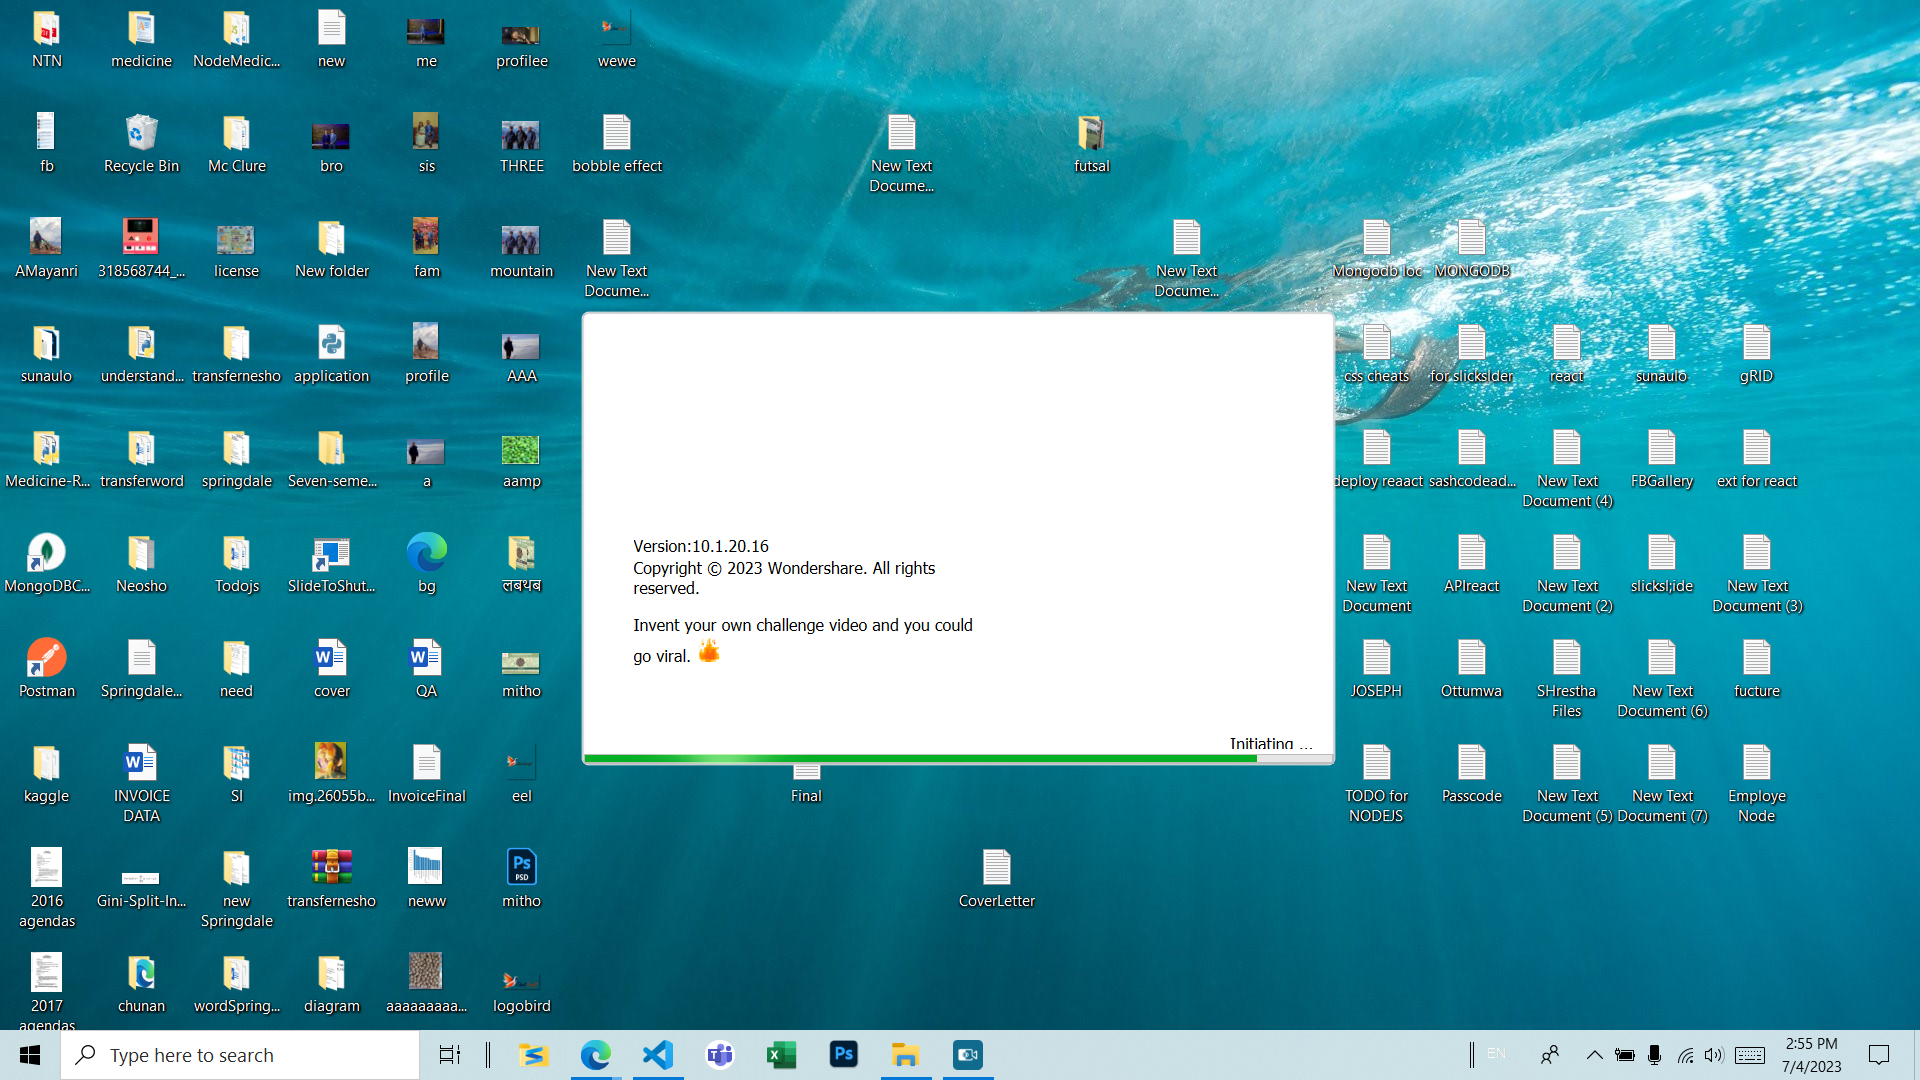 NTN
medicine
NodeMedic...
new
me
profilee
wewe
fb
Recycle Bin
Mc Clure
bro
sis
THREE
bobble effect
New Text
Docume...
futsal
AMayanri
318568744_...
license
New folder
fam
mountain
New Text
Docume...
New Text
Docume...
Mongodb loc
MONGODB
sunaulo
understand...
transfernesho
application
profile
AAA
css cheats
for slickslder
react
sunaulo
gRID
Medicine-R...
transferword
springdale
Seven-seme...
a
aamp
deploy reaact
sashcodead...
New Text
Document (4)
FBGallery
ext for react
MongoDBC...
Neosho
Todojs
SlideToShut...
bg
लबथब
Version:10.1.20.16
Copyright © 2023 Wondershare. All rights
reserved.
Invent your own challenge video and you could
go viral.
Initiating ...
New Text
Document
APIreact
New Text
Document (2)
slicksl;ide
New Text
Document (3)
Postman
Springdale...
need
cover
QA
mitho
JOSEPH
Ottumwa
SHrestha
Files
New Text
Document (6)
fucture
kaggle
INVOICE
DATA
SI
img.26055b...
InvoiceFinal
eel
Final
TODO for
NODEJS
Passcode
New Text
Document (5)
New Text
Document (7)
Employe
Node
2016
agendas
Gini-Split-In...
new
Springdale
transfernesho
neww
Ps
PSD
mitho
CoverLetter
2017
agendas
chunan
wordSpring...
diagram
aaaaaaaaa...
logobird
Type here to search
Ps
EN
2:55 PM
7/4/2023